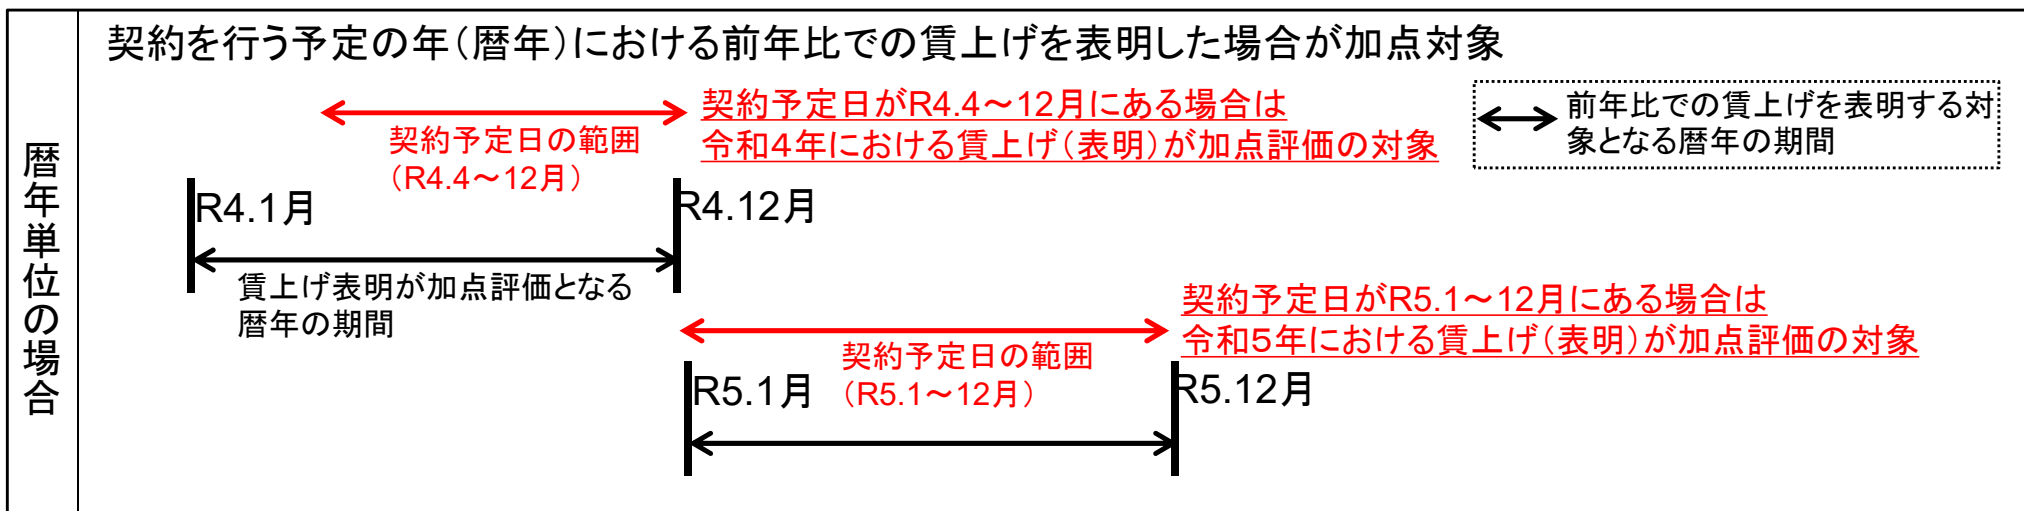 暦年単位の場合
契約を行う予定の年(暦年)における前年比での賃上げを表明した場合が加点対象
契約予定日がR4.4～12月にある場合は
令和4年における賃上げ(表明)が加点評価の対象
前年比での賃上げを表明する対
象となる暦年の期間
契約予定日の範囲
(R4.4～12月)
R4.1月
R4.12月
賃上げ表明が加点評価となる
暦年の期間
契約予定日がR5.1～12月にある場合は
令和5年における賃上げ(表明)が加点評価の対象
契約予定日の範囲
(R5.1～12月)
R5.1月
R5.12月